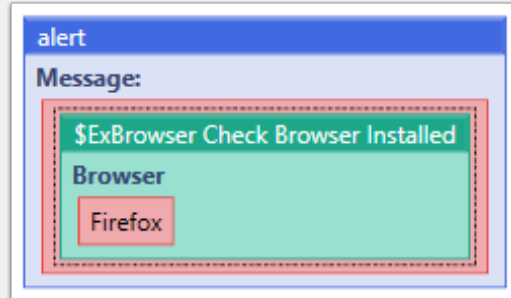 alert
Message:
$ExBrowser Check Browser Installed
Browser
Firefox